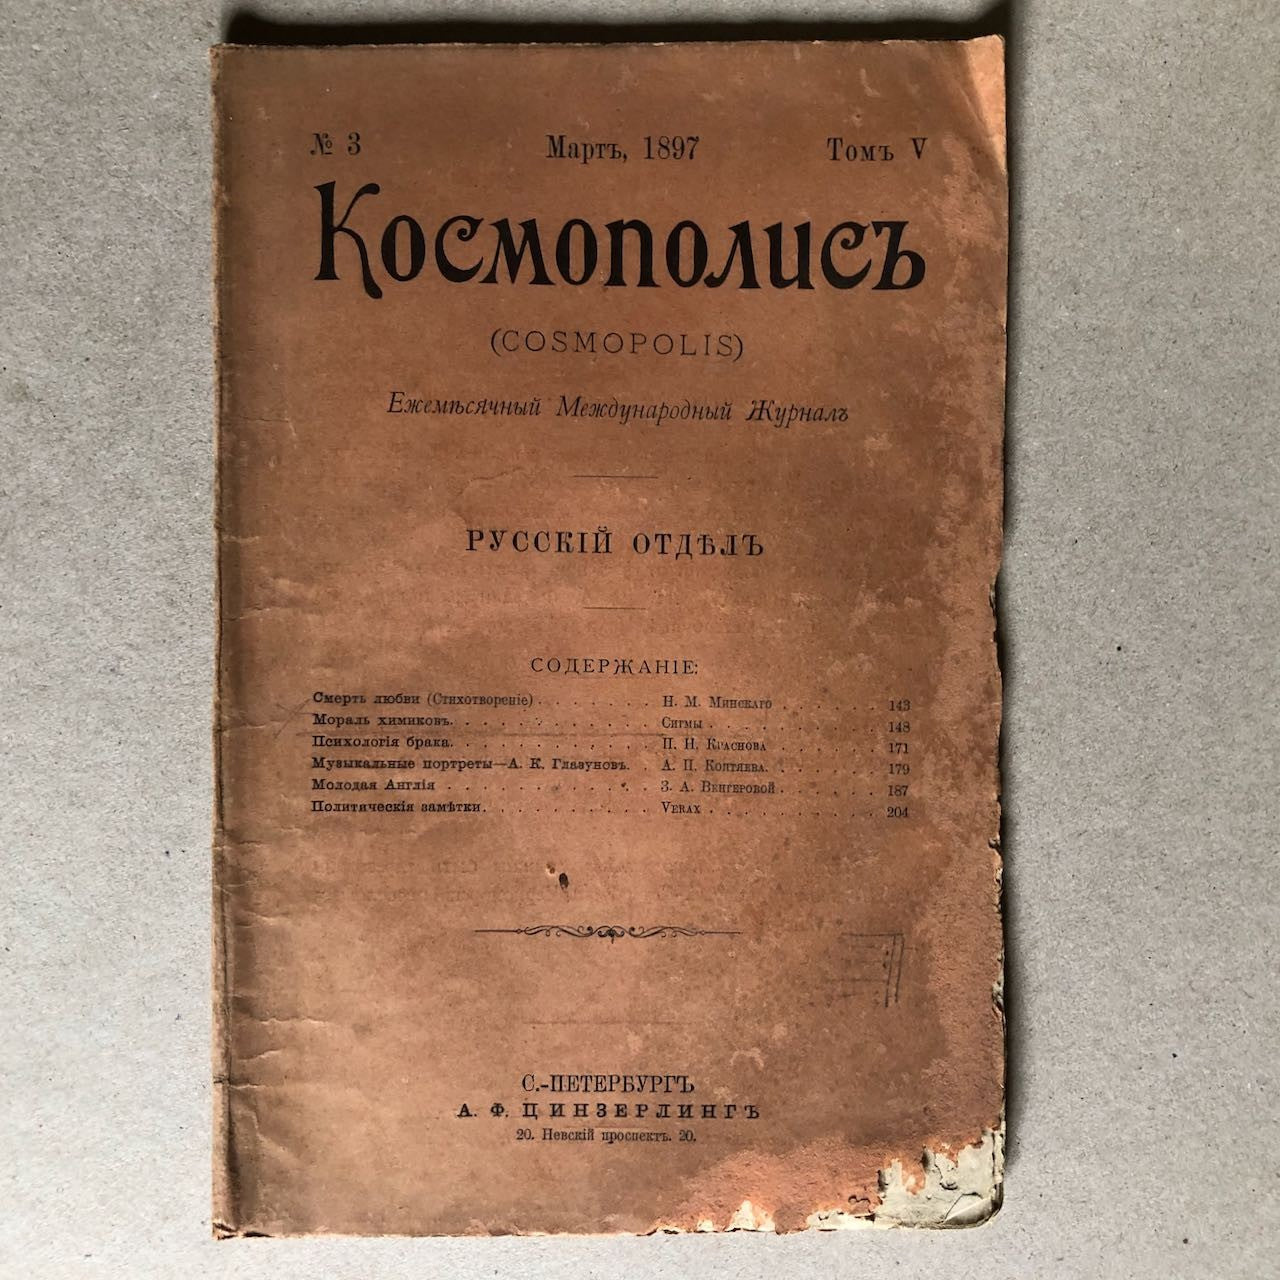 № 3 Мартъ, 1897 Томъ V
Космополисъ
(COSMOPOLIS)
Ежемѣсячный Международный Журналъ
РУССКІЙ ОТДѢЛЪ
СОДЕРЖАНІЕ:
Смерть любви (Стихотвореніе) . . . . . . . Н. М. Минскаго . . . . . . 143
Мораль химиковъ. . . . . . . . . . . . Сигмы . . . . . . . . . . . 148
Психологія брака. . . . . . . . . . . . П. Н. Краснова . . . . . . 171
Музыкальные портреты—А. К. Глазуновъ. . А. П. Коптяева. . . . . . . 179
Молодая Англія . . . . . . . . . . . . . З. А. Венгеровой . . . . . . 187
Политическія замѣтки. . . . . . . . . . Verax . . . . . . . . . . . 204
С.-ПЕТЕРБУРГЪ
А. Ф. ЦИНЗЕРЛИНГЪ
20. Невскій проспектъ. 20.